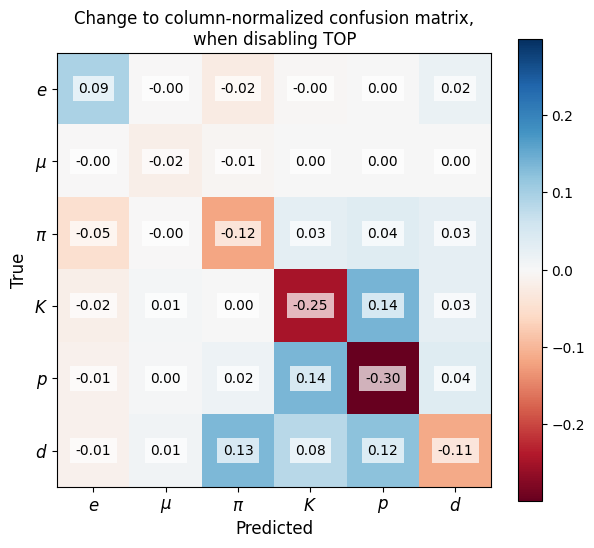 Change to column-normalized confusion matrix,
when disabling TOP
e 0.09 -0.00 -0.02 -0.00 0.00 0.02
μ -0.00 -0.02 -0.01 0.00 0.00 0.00
π -0.05 -0.00 -0.12 0.03 0.04 0.03
K -0.02 0.01 0.00 -0.25 0.14 0.03
p -0.01 0.00 0.02 0.14 -0.30 0.04
d -0.01 0.01 0.13 0.08 0.12 -0.11
e μ π K p d
Predicted
True
0.2
0.1
0.0
−0.1
−0.2